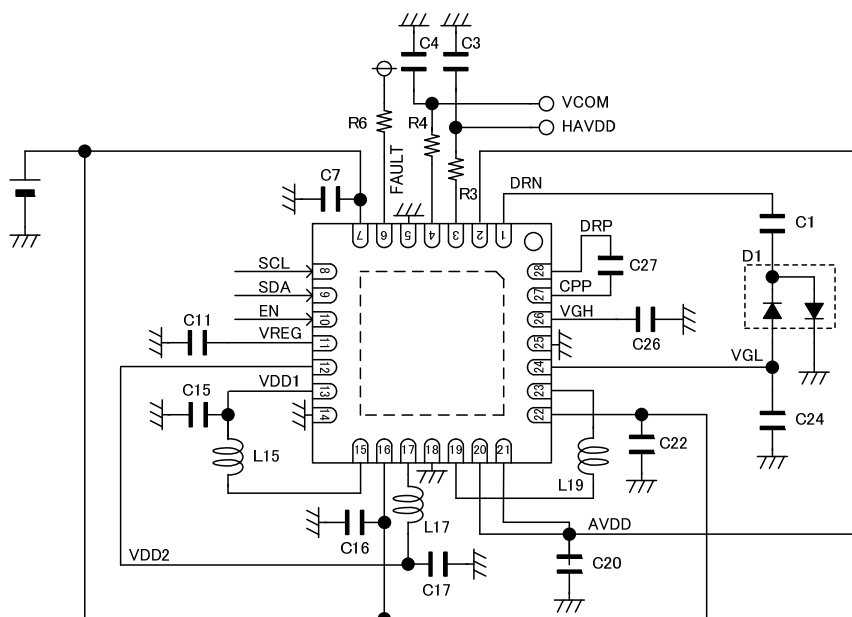 C4 C3
VCOM
R6 R4 HAVDD
FAULT
C7 R3 DRN
C1
7 6 5 4 3 2 1
DRP
D1
SCL 8 28 C27
SDA 9 27 CPP
EN 10 26 VGH
C11 VREG 11 25 C26
12 24 VGL
C15 VDD1 13 23
14 22 C24
C22
15 16 17 18 19 20 21
L15 L19
L17
C16 AVDD
VDD2 C17 C20